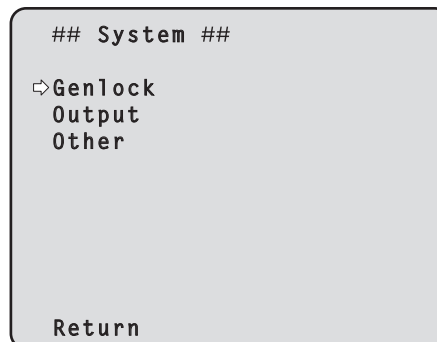 ## System ##
⇨Genlock
Output
Other
Return